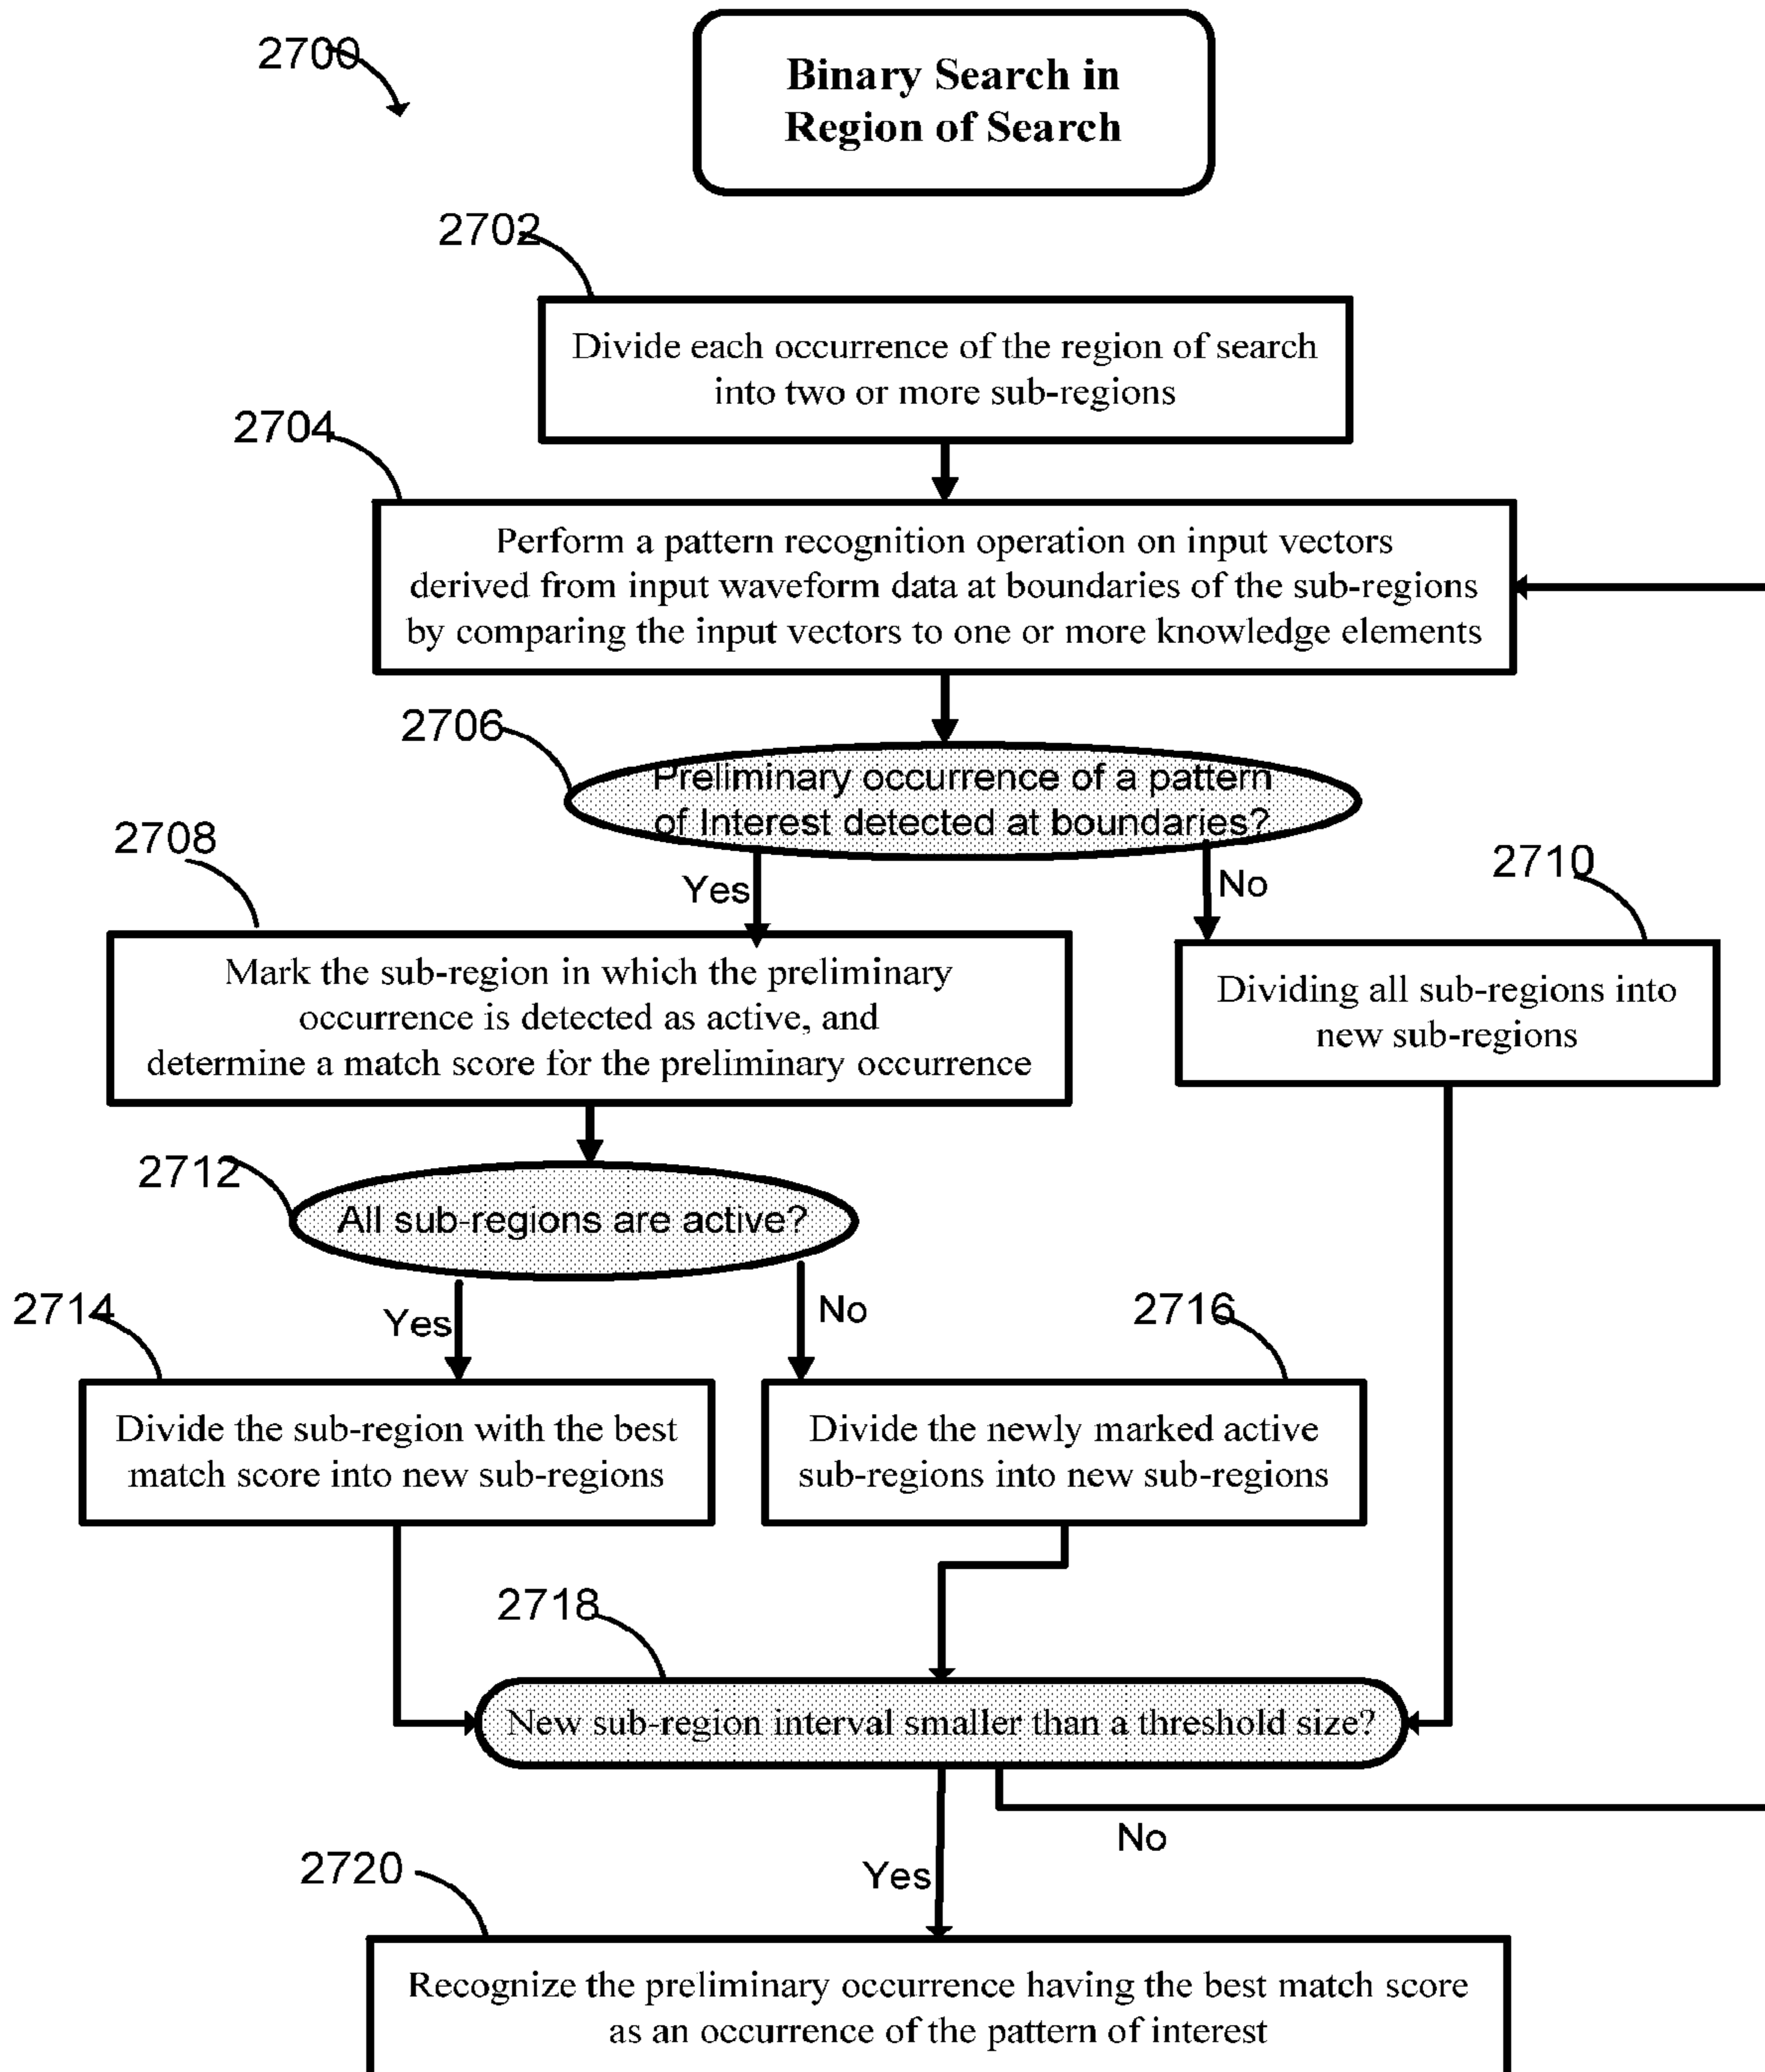 2700
Binary Search in
Region of Search
2702
Divide each occurrence of the region of search
into two or more sub-regions
2704
Perform a pattern recognition operation on input vectors
derived from input waveform data at boundaries of the sub-regions
by comparing the input vectors to one or more knowledge elements
2706
Preliminary occurrence of a pattern
of Interest detected at boundaries?
2708
Yes
No
2710
Mark the sub-region in which the preliminary
occurrence is detected as active, and
determine a match score for the preliminary occurrence
Dividing all sub-regions into
new sub-regions
2712
All sub-regions are active?
2714
Yes
No
2716
Divide the sub-region with the best
match score into new sub-regions
Divide the newly marked active
sub-regions into new sub-regions
2718
New sub-region interval smaller than a threshold size?
No
Yes
2720
Recognize the preliminary occurrence having the best match score
as an occurrence of the pattern of interest